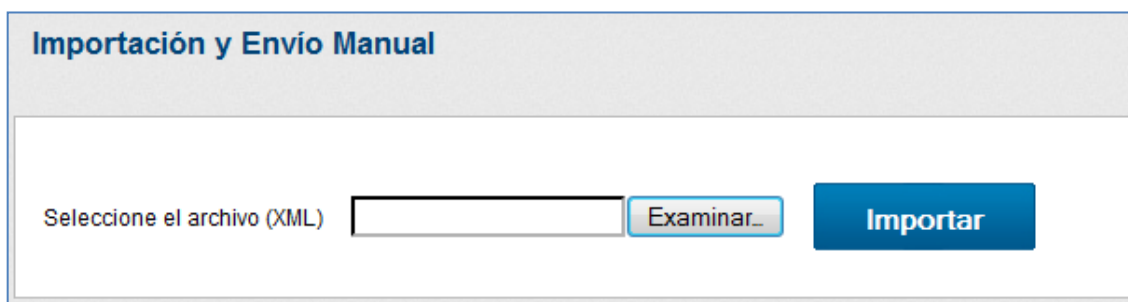 Importación y Envío Manual
Seleccione el archivo (XML) Examinar... Importar